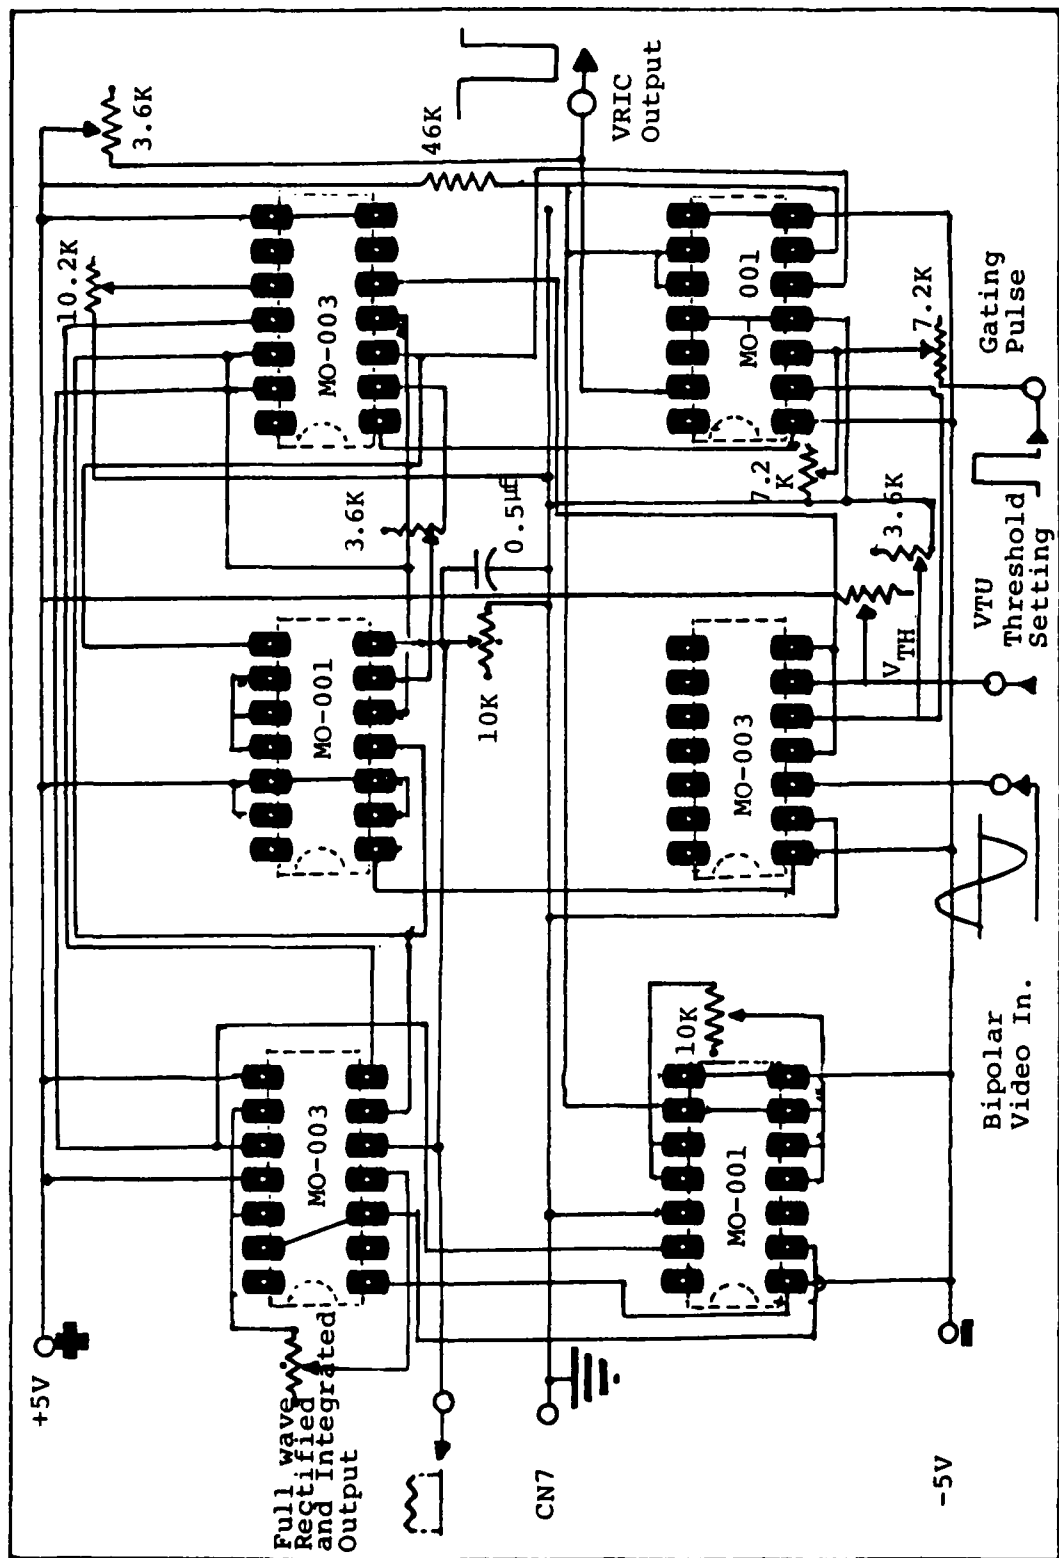 +5V
10.2K
3.6K
MO-003
MO-001
MO-003
46K
Full wave
Rectified
and Integrated
Output
3.6K
10K
0.5μf
VRIC
Output
CN7
10K
MO-001
MO-003
MO-001
7.2
K
3.6K
7.2K
VTH
-5V
Bipolar
Video In.
VTU
Threshold
Setting
Gating
Pulse